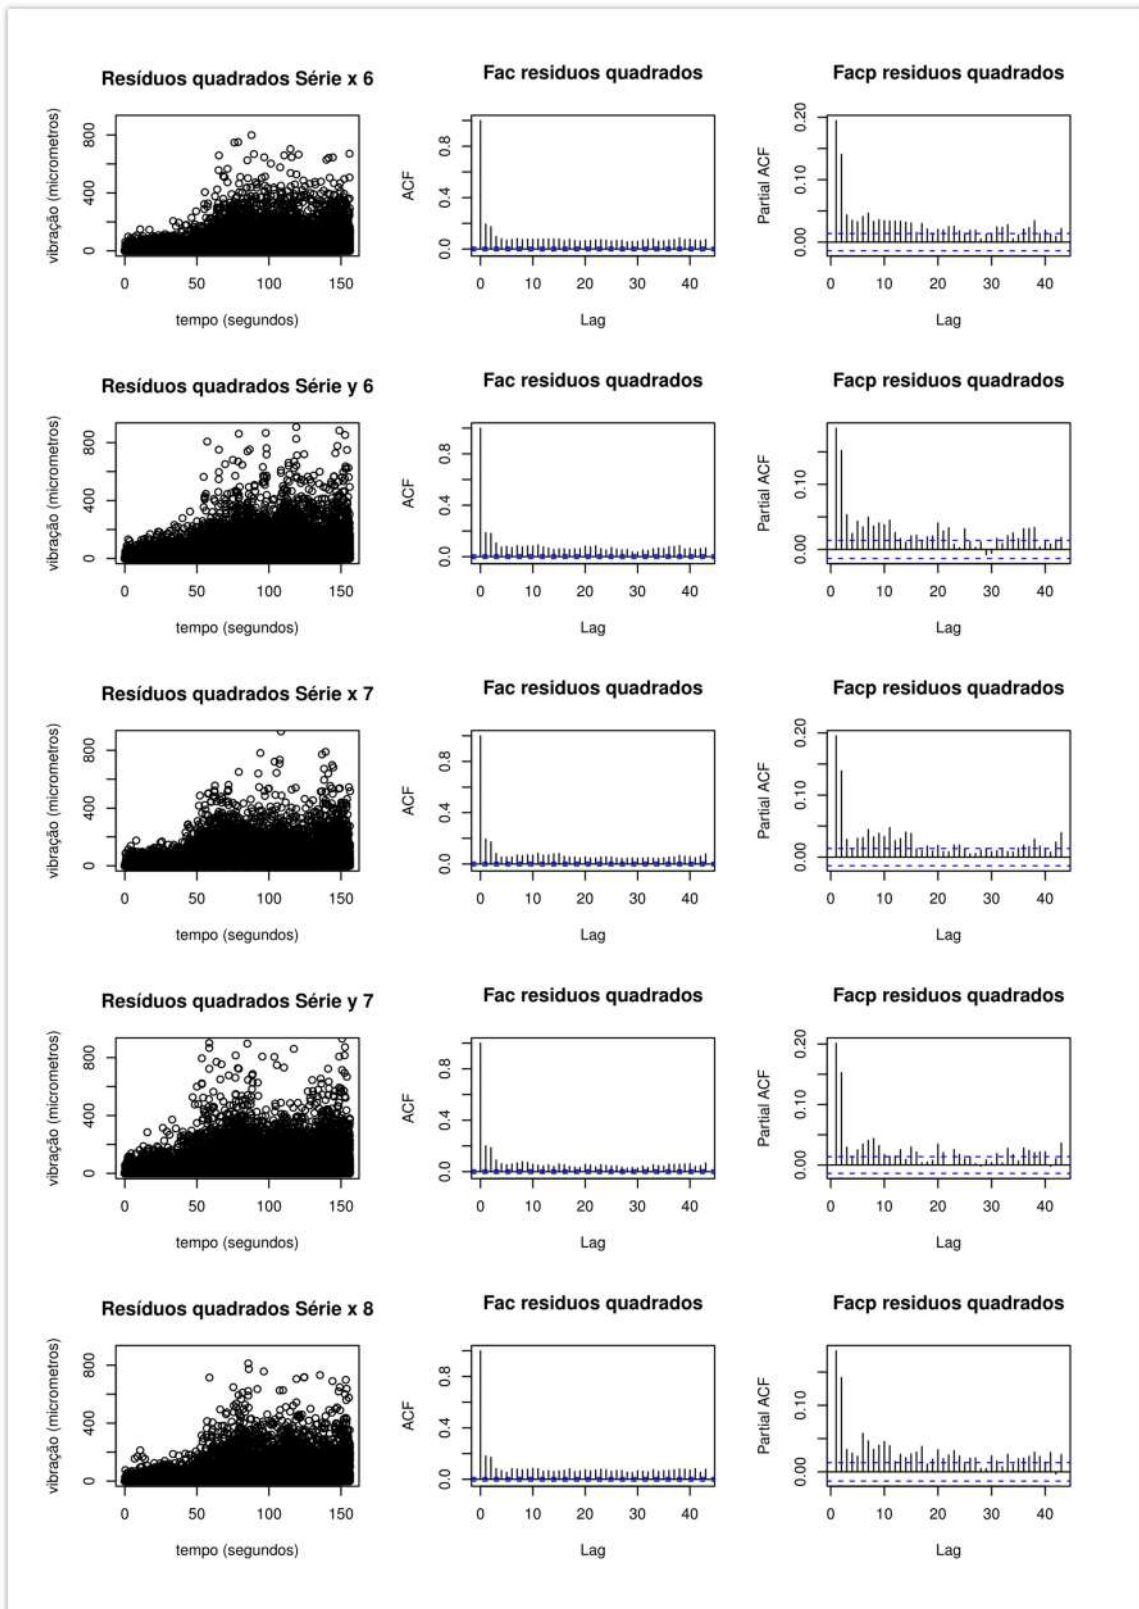 Resíduos quadrados Série x 6
vibração (micrometros)
0 400 800
0 50 100 150
tempo (segundos)
Fac residuos quadrados
ACF
0.0 0.4 0.8
0 10 20 30 40
Lag
Facp residuos quadrados
Partial ACF
0.00 0.10 0.20
0 10 20 30 40
Lag
Resíduos quadrados Série y 6
vibração (micrometros)
0 400 800
0 50 100 150
tempo (segundos)
Fac residuos quadrados
ACF
0.0 0.4 0.8
0 10 20 30 40
Lag
Facp residuos quadrados
Partial ACF
0.00 0.10
0 10 20 30 40
Lag
Resíduos quadrados Série x 7
vibração (micrometros)
0 400 800
0 50 100 150
tempo (segundos)
Fac residuos quadrados
ACF
0.0 0.4 0.8
0 10 20 30 40
Lag
Facp residuos quadrados
Partial ACF
0.00 0.10 0.20
0 10 20 30 40
Lag
Resíduos quadrados Série y 7
vibração (micrometros)
0 400 800
0 50 100 150
tempo (segundos)
Fac residuos quadrados
ACF
0.0 0.4 0.8
0 10 20 30 40
Lag
Facp residuos quadrados
Partial ACF
0.00 0.10 0.20
0 10 20 30 40
Lag
Resíduos quadrados Série x 8
vibração (micrometros)
0 400 800
0 50 100 150
tempo (segundos)
Fac residuos quadrados
ACF
0.0 0.4 0.8
0 10 20 30 40
Lag
Facp residuos quadrados
Partial ACF
0.00 0.10
0 10 20 30 40
Lag